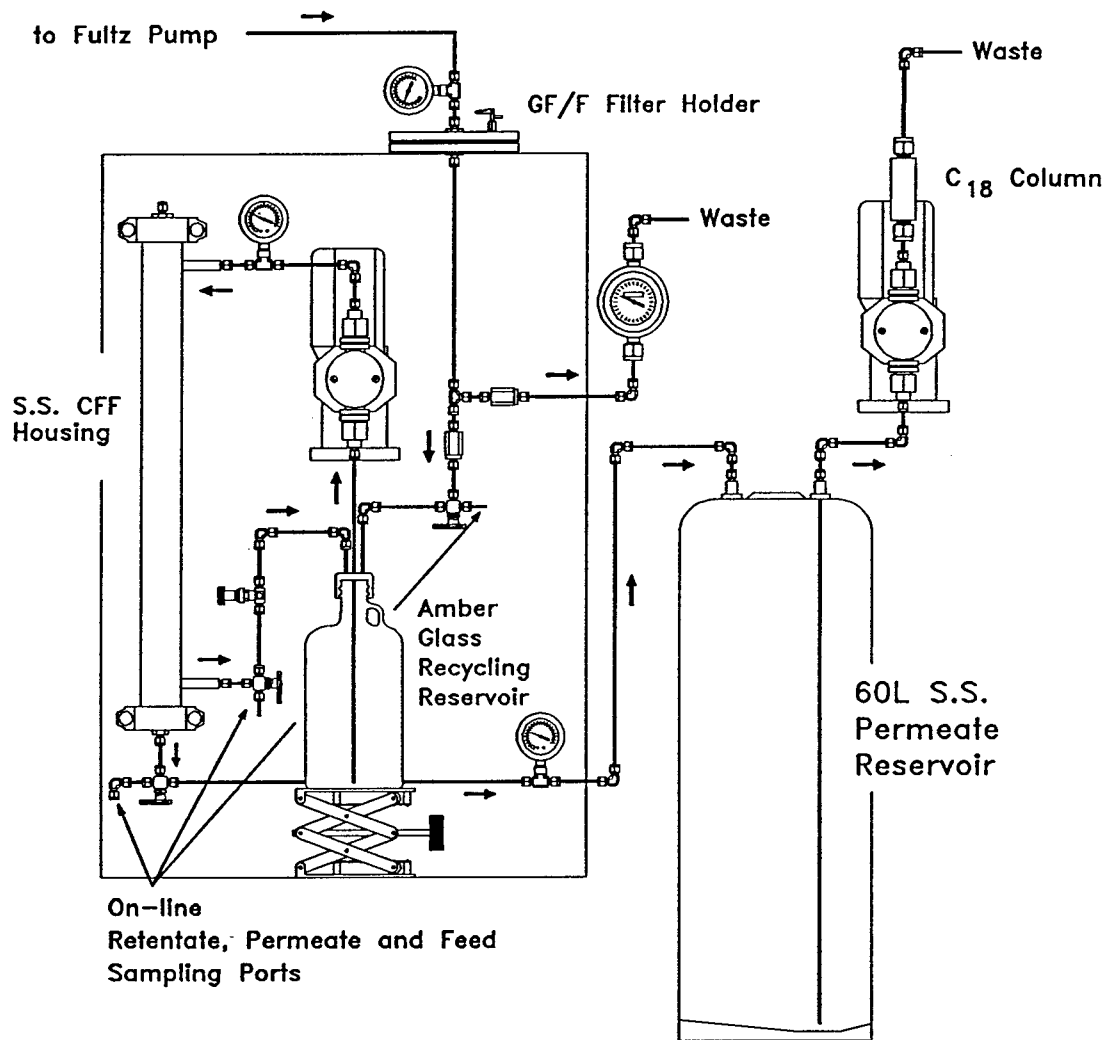 to Fultz Pump
Waste
GF/F Filter Holder
C18 Column
Waste
S.S. CFF
Housing
Amber
Glass
Recycling
Reservoir
60L S.S.
Permeate
Reservoir
On-line
Retentate, Permeate and Feed
Sampling Ports